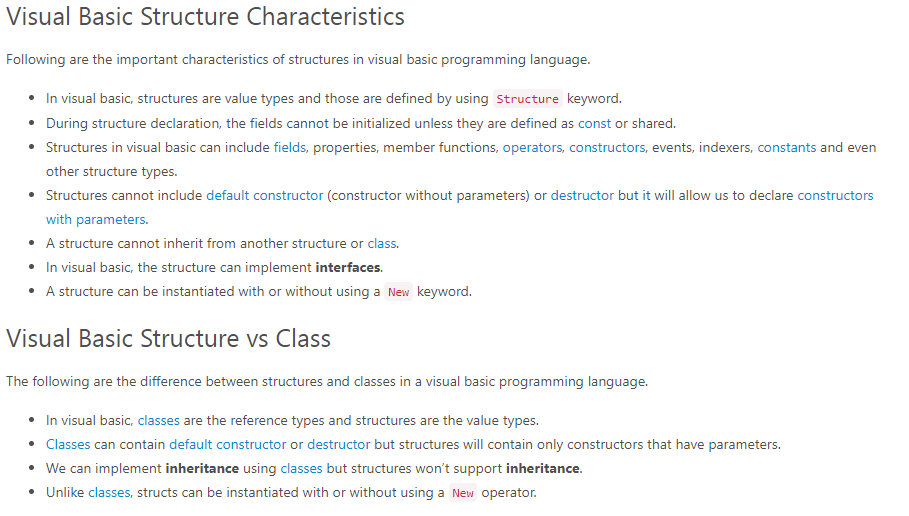 Visual Basic Structure Characteristics
Following are the important characteristics of structures in visual basic programming language.
In visual basic, structures are value types and those are defined by using Structure keyword.
During structure declaration, the fields cannot be initialized unless they are defined as const or shared.
Structures in visual basic can include fields, properties, member functions, operators, constructors, events, indexers, constants and even
other structure types.
Structures cannot include default constructor (constructor without parameters) or destructor but it will allow us to declare constructors
with parameters.
A structure cannot inherit from another structure or class.
In visual basic, the structure can implement interfaces.
A structure can be instantiated with or without using a New keyword.
Visual Basic Structure vs Class
The following are the difference between structures and classes in a visual basic programming language.
In visual basic, classes are the reference types and structures are the value types.
Classes can contain default constructor or destructor but structures will contain only constructors that have parameters.
We can implement inheritance using classes but structures won't support inheritance.
Unlike classes, structs can be instantiated with or without using a New operator.